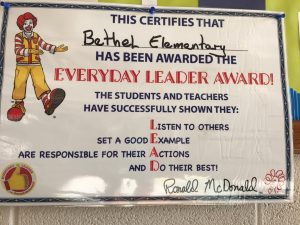 THIS CERTIFIES THAT
Bethel Elementary
HAS BEEN AWARDED THE
EVERYDAY LEADER AWARD!
THE STUDENTS AND TEACHERS
HAVE SUCCESSFULLY SHOWN THEY:
LISTEN TO OTHERS
SET A GOOD EXAMPLE
ARE RESPONSIBLE FOR THEIR ACTIONS
AND DO THEIR BEST!
Ronald McDonald